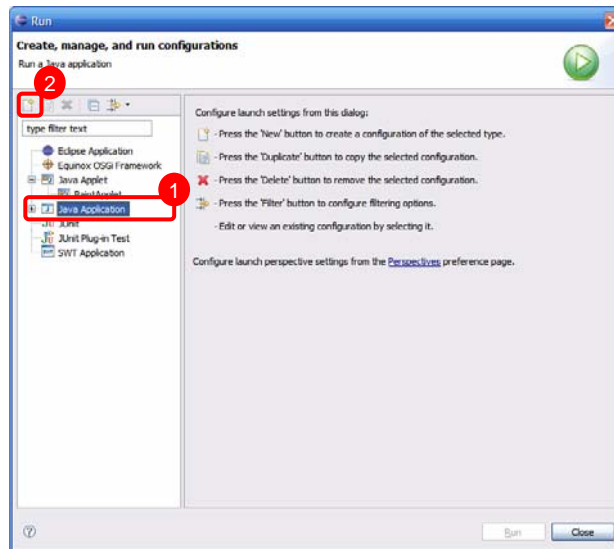 Run
Create, manage, and run configurations
Run a Java application
2
type filter text
Eclipse Application
Equinox OSGi Framework
Java Applet
PaintApplet
1
Java Application
JUnit
JUnit Plug-in Test
SWT Application
Configure launch settings from this dialog:
- Press the 'New' button to create a configuration of the selected type.
- Press the 'Duplicate' button to copy the selected configuration.
- Press the 'Delete' button to remove the selected configuration.
- Press the 'Filter' button to configure filtering options.
- Edit or view an existing configuration by selecting it.
Configure launch perspective settings from the Perspectives preference page.
?
Run
Close